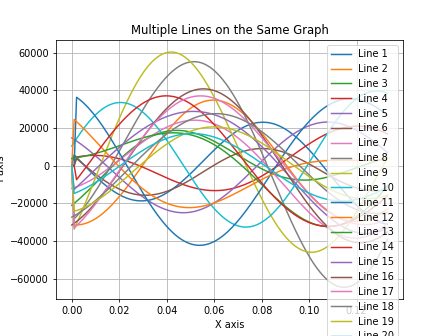 Multiple Lines on the Same Graph
60000
40000
20000
0
−20000
−40000
−60000
0.00
0.02
0.04
0.06
0.08
0.10
X axis
Line 1
Line 2
Line 3
Line 4
Line 5
Line 6
Line 7
Line 8
Line 9
Line 10
Line 11
Line 12
Line 13
Line 14
Line 15
Line 16
Line 17
Line 18
Line 19
Line 20